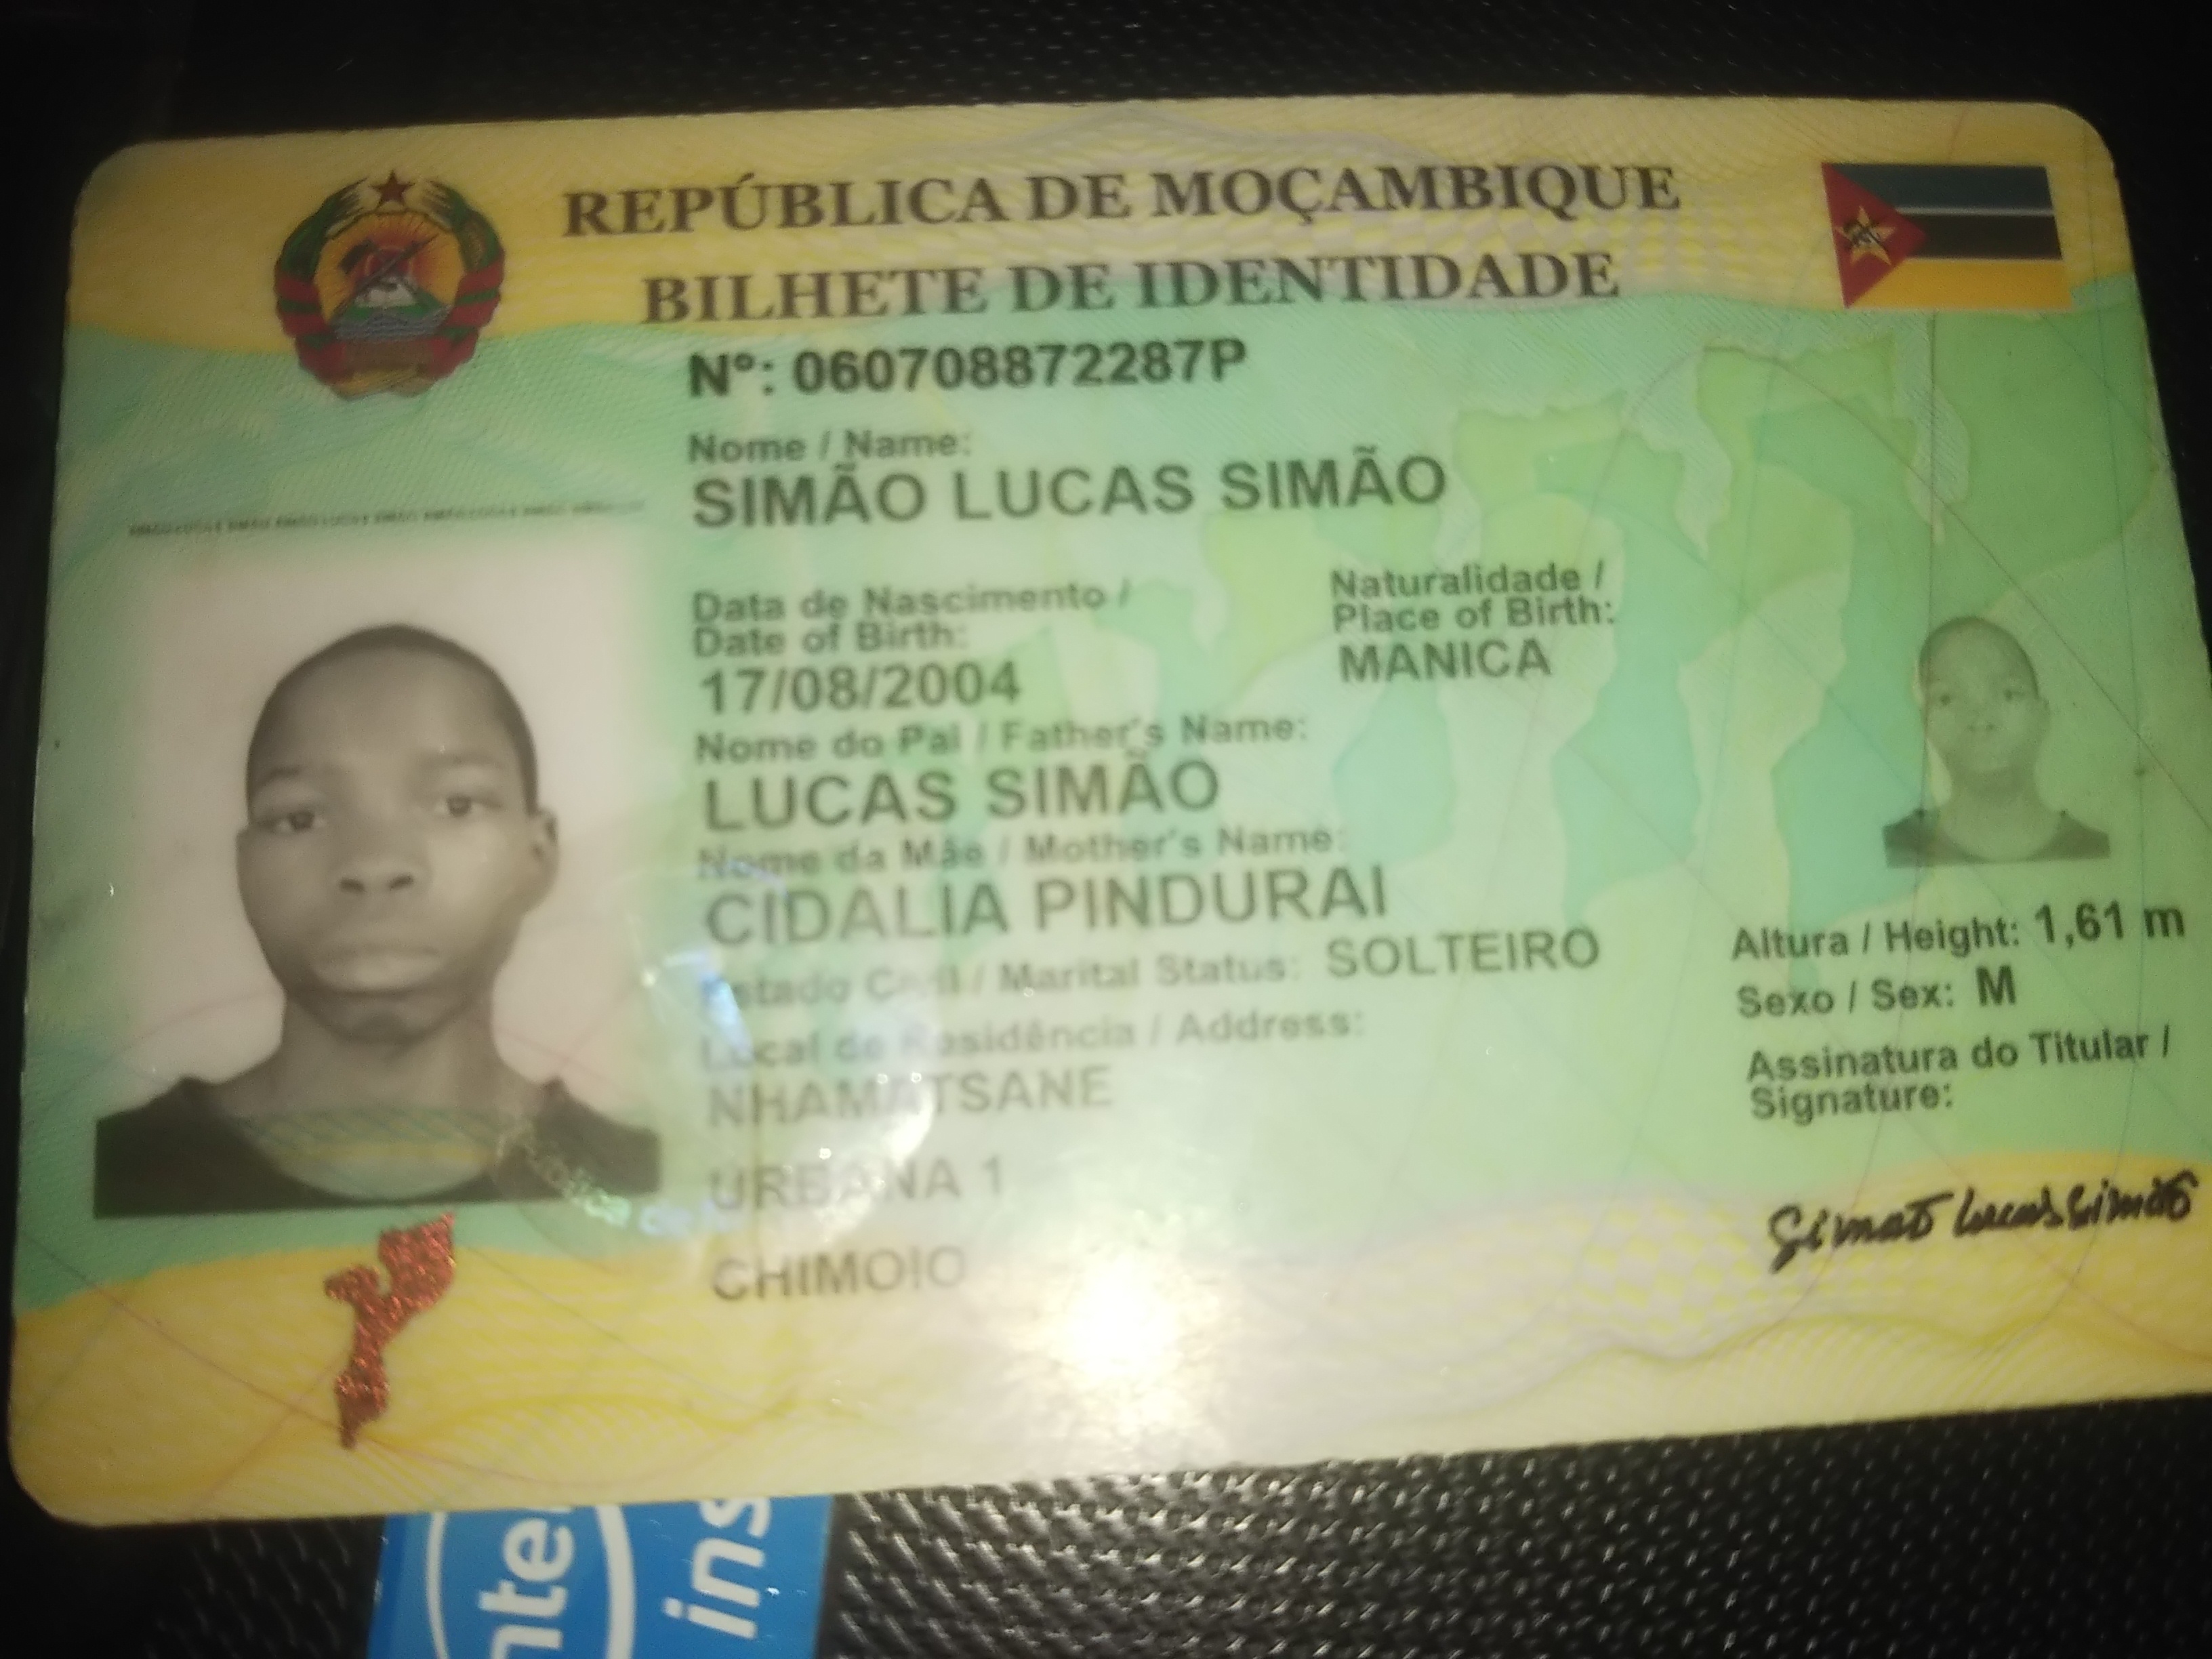 REPÚBLICA DE MOÇAMBIQUE
BILHETE DE IDENTIDADE
Nº: 060708872287P
Nome / Name:
SIMÃO LUCAS SIMÃO
Data de Nascimento /
Date of Birth:
17/08/2004
Naturalidade /
Place of Birth:
MANICA
Nome do Pai / Father's Name:
LUCAS SIMÃO
Nome da Mãe / Mother's Name:
CIDALIA PINDURAI
Estado Civil / Marital Status: SOLTEIRO
Local de Residência / Address:
NHAMATSANE
URBANA 1
CHIMOIO
Altura / Height: 1,61 m
Sexo / Sex: M
Assinatura do Titular /
Signature:
Simão Lucas Simão
ntel
ins